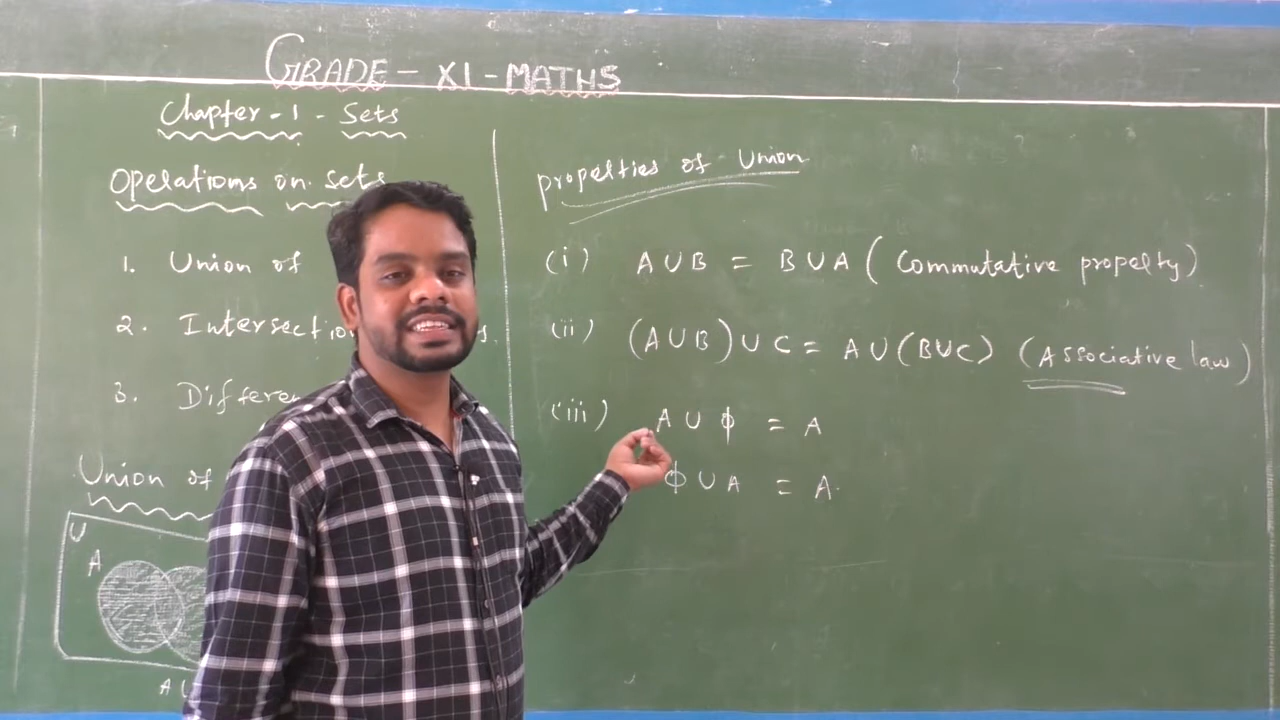 GRADE - XI - MATHS
Chapter - 1 - Sets
Operations on sets
1. Union of
2. Intersectio s.
3. Differen
Union of
U
A
A U
properties of Union
(i) A ∪ B = B ∪ A (Commutative property)
(ii) (A ∪ B) ∪ C = A ∪ (B ∪ C) (Associative law)
(iii) A ∪ ϕ = A
ϕ ∪ A = A.